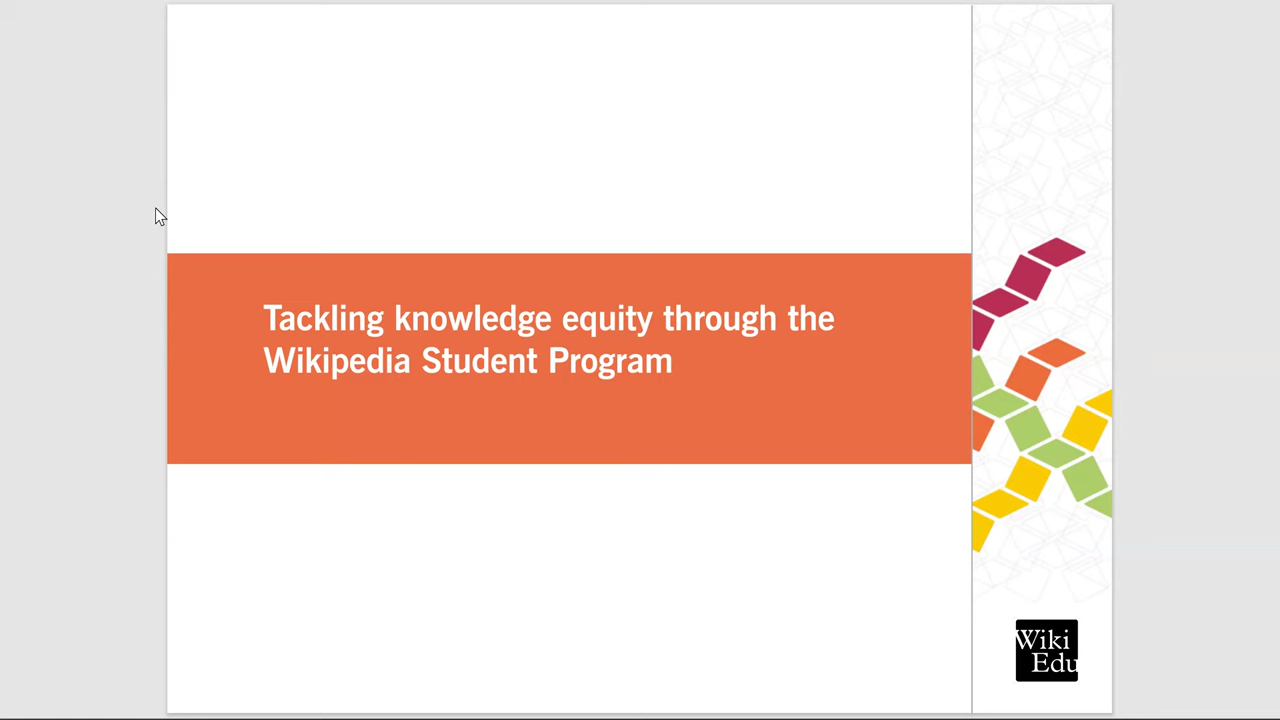 Tackling knowledge equity through the
Wikipedia Student Program
Wiki
Edu